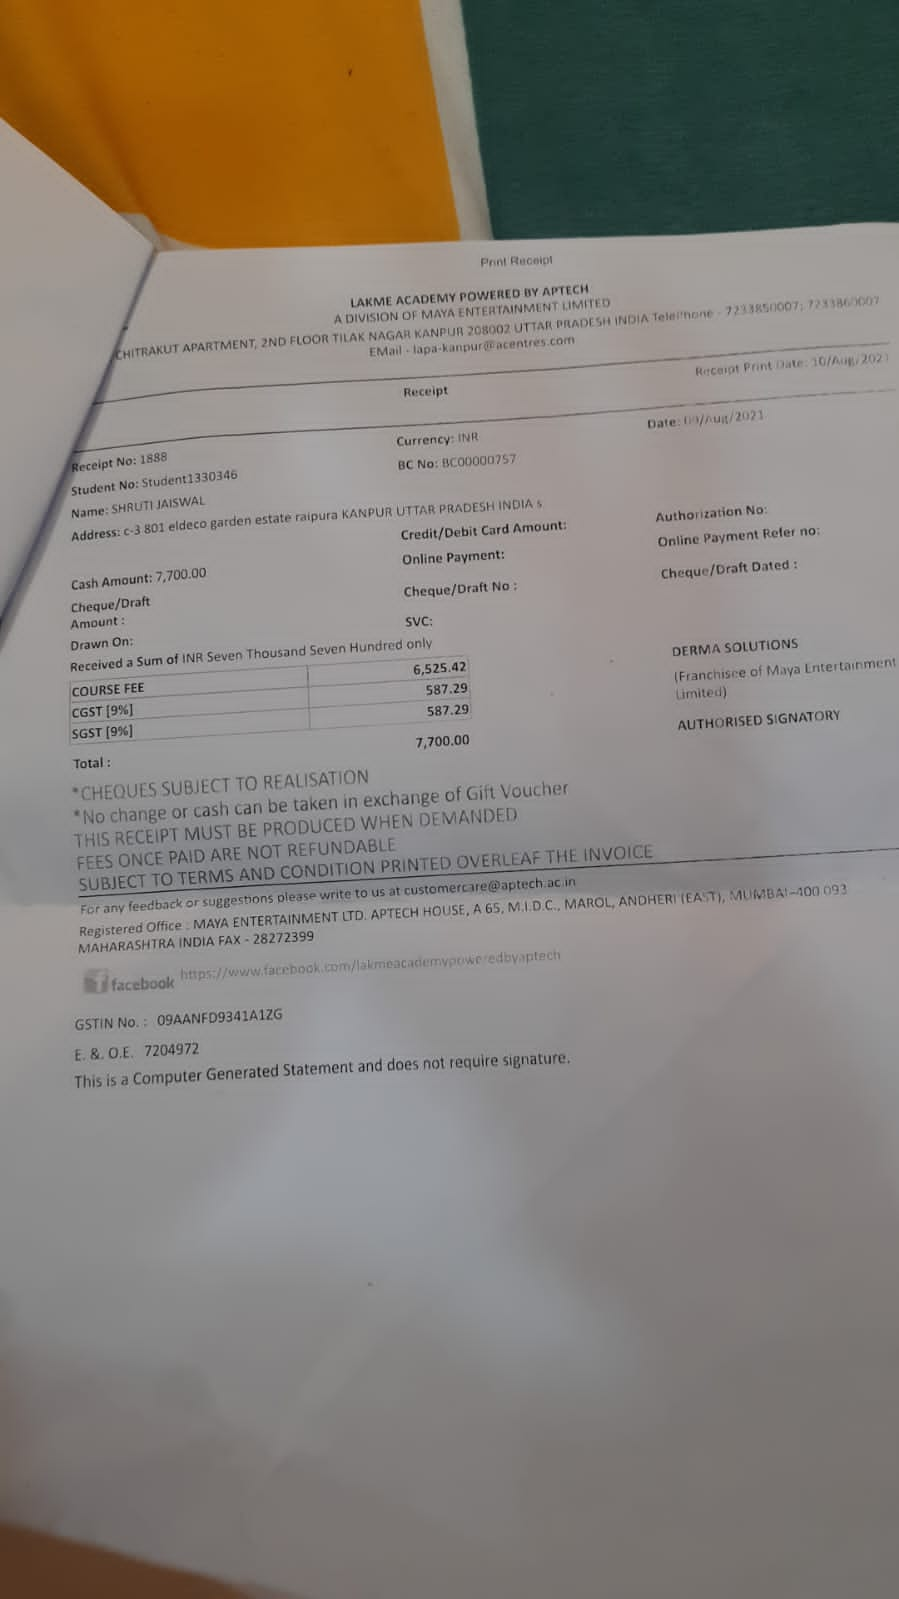 Print Receipt
LAKME ACADEMY POWERED BY APTECH
A DIVISION OF MAYA ENTERTAINMENT LIMITED
CHITRAKUT APARTMENT, 2ND FLOOR TILAK NAGAR KANPUR 208002 UTTAR PRADESH INDIA Telephone - 7233850007; 7233860007
EMail - lapa-kanpur@acentres.com
Receipt Print Date: 10/Aug/2021
Receipt
Receipt No: 1888 Currency: INR Date: 09/Aug/2021
Student No: Student1330346 BC No: BC00000757
Name: SHRUTI JAISWAL
Address: c-3 801 eldeco garden estate raipura KANPUR UTTAR PRADESH INDIA s
Cash Amount: 7,700.00 Credit/Debit Card Amount: Authorization No:
Online Payment: Online Payment Refer no:
Cheque/Draft Amount : Cheque/Draft No : Cheque/Draft Dated :
Drawn On: SVC:
Received a Sum of INR Seven Thousand Seven Hundred only
COURSE FEE 6,525.42
CGST [9%] 587.29
SGST [9%] 587.29
Total : 7,700.00
DERMA SOLUTIONS
(Franchisee of Maya Entertainment
Limited)
AUTHORISED SIGNATORY
*CHEQUES SUBJECT TO REALISATION
*No change or cash can be taken in exchange of Gift Voucher
THIS RECEIPT MUST BE PRODUCED WHEN DEMANDED
FEES ONCE PAID ARE NOT REFUNDABLE
SUBJECT TO TERMS AND CONDITION PRINTED OVERLEAF THE INVOICE
For any feedback or suggestions please write to us at customercare@aptech.ac.in
Registered Office : MAYA ENTERTAINMENT LTD. APTECH HOUSE, A 65, M.I.D.C., MAROL, ANDHERI (EAST), MUMBAI-400 093
MAHARASHTRA INDIA FAX - 28272399
facebook https://www.facebook.com/lakmeacademypoweredbyaptech
GSTIN No. : 09AANFD9341A1ZG
E. &. O.E. 7204972
This is a Computer Generated Statement and does not require signature.